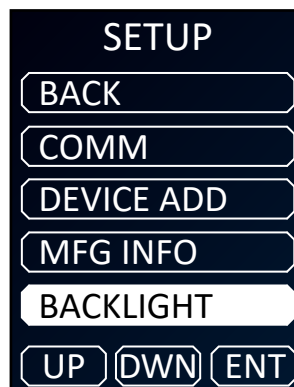 SETUP
BACK
COMM
DEVICE ADD
MFG INFO
BACKLIGHT
UP DWN ENT